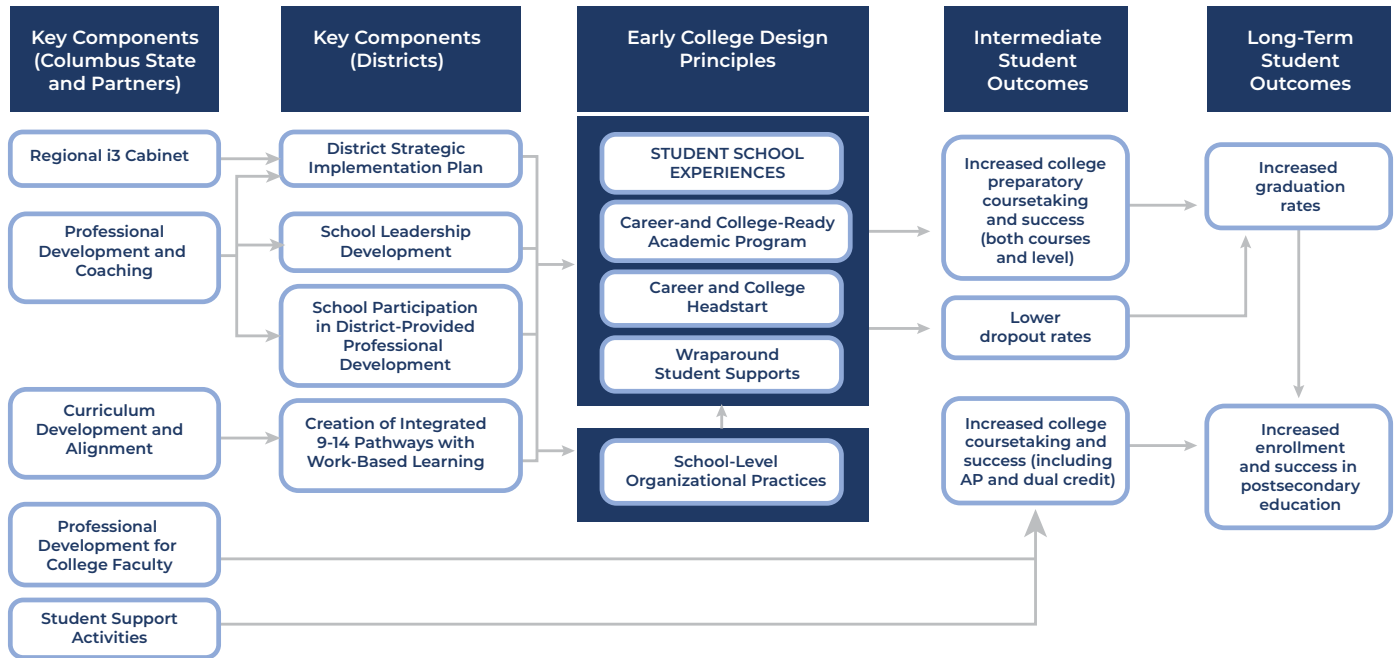 Key Components
(Columbus State
and Partners)
Key Components
(Districts)
Early College Design
Principles
Intermediate
Student
Outcomes
Long-Term
Student
Outcomes
Regional i3 Cabinet
Professional
Development and
Coaching
Curriculum
Development and
Alignment
Professional
Development for
College Faculty
Student Support
Activities
District Strategic
Implementation Plan
School Leadership
Development
School Participation
in District-Provided
Professional
Development
Creation of Integrated
9-14 Pathways with
Work-Based Learning
STUDENT SCHOOL
EXPERIENCES
Career-and College-Ready
Academic Program
Career and College
Headstart
Wraparound
Student Supports
School-Level
Organizational Practices
Increased college
preparatory
coursetaking
and success
(both courses
and level)
Lower
dropout rates
Increased college
coursetaking and
success (including
AP and dual credit)
Increased
graduation
rates
Increased
enrollment
and success in
postsecondary
education